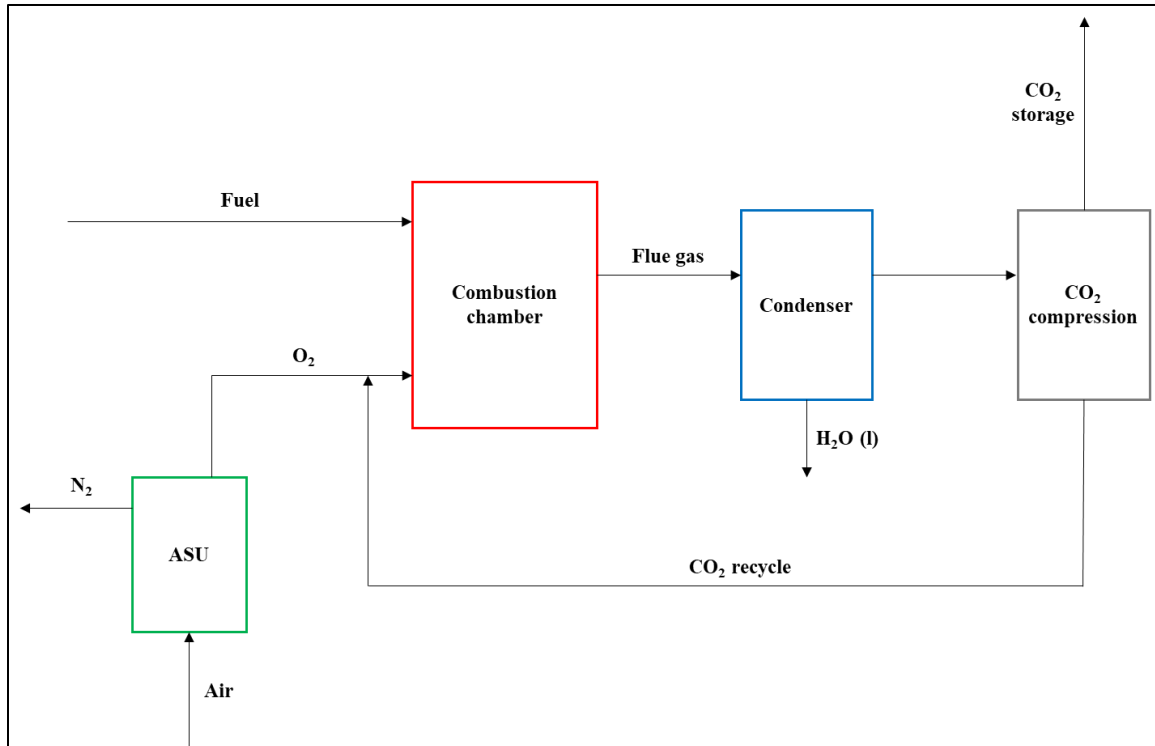 CO₂
storage
Fuel
Flue gas
Combustion
chamber
Condenser
CO₂
compression
O₂
H₂O (l)
N₂
ASU
CO₂ recycle
Air